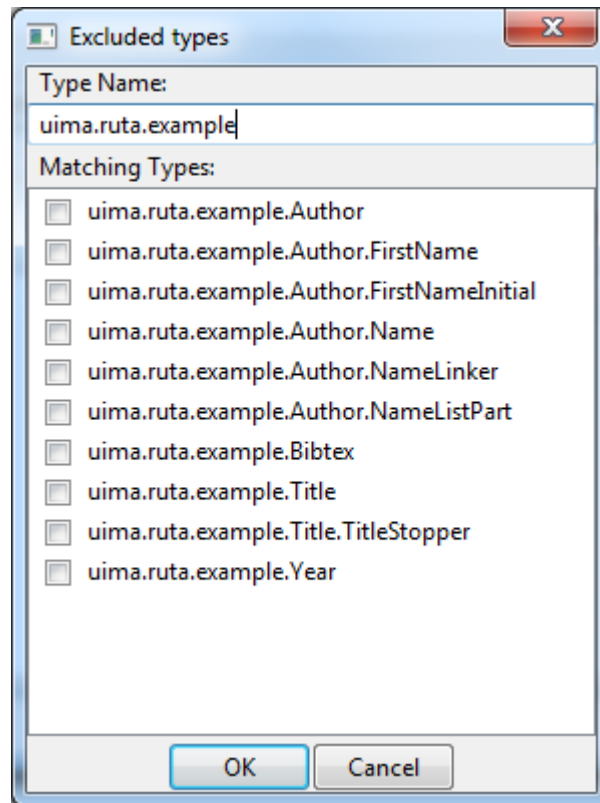 Excluded types
Type Name:
uima.ruta.example
Matching Types:
uima.ruta.example.Author
uima.ruta.example.Author.FirstName
uima.ruta.example.Author.FirstNameInitial
uima.ruta.example.Author.Name
uima.ruta.example.Author.NameLinker
uima.ruta.example.Author.NameListPart
uima.ruta.example.Bibtex
uima.ruta.example.Title
uima.ruta.example.Title.TitleStopper
uima.ruta.example.Year
OK Cancel